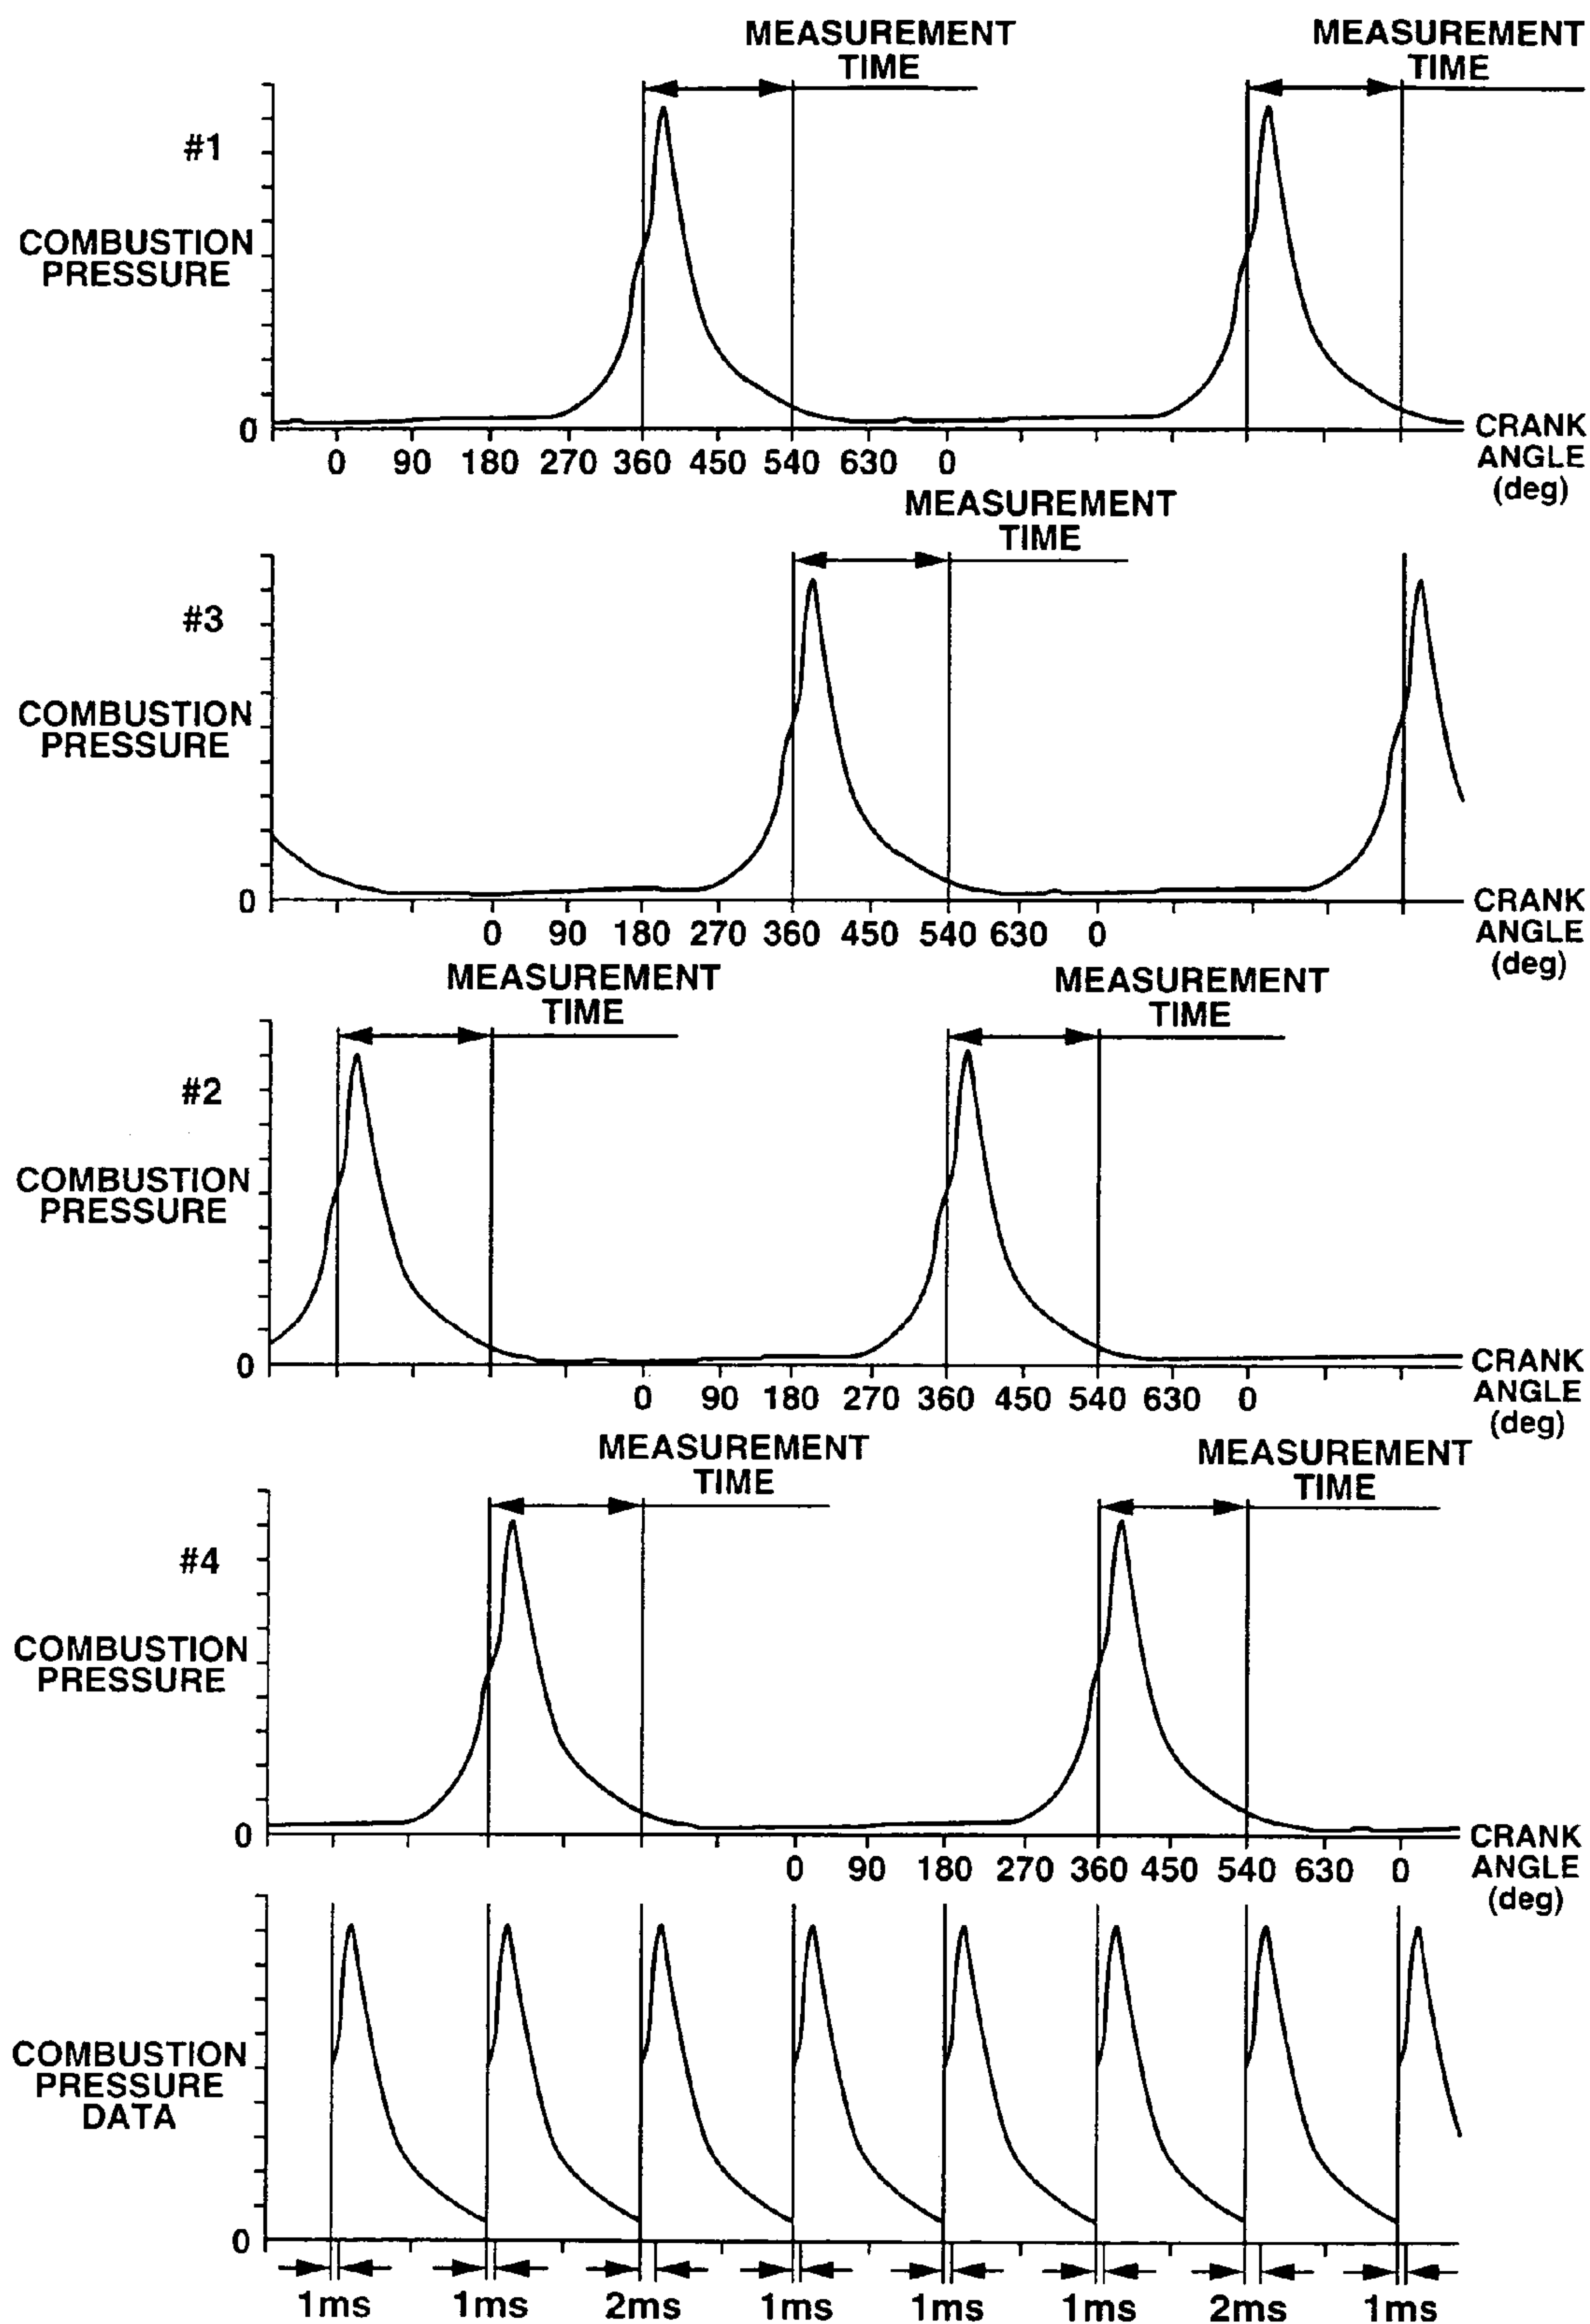 MEASUREMENT
TIME
MEASUREMENT
TIME
#1
COMBUSTION
PRESSURE
0
0 90 180 270 360 450 540 630 0
CRANK
ANGLE
(deg)
MEASUREMENT
TIME
#3
COMBUSTION
PRESSURE
0
0 90 180 270 360 450 540 630 0
CRANK
ANGLE
(deg)
MEASUREMENT
TIME
MEASUREMENT
TIME
#2
COMBUSTION
PRESSURE
0
0 90 180 270 360 450 540 630 0
CRANK
ANGLE
(deg)
MEASUREMENT
TIME
MEASUREMENT
TIME
#4
COMBUSTION
PRESSURE
0
0 90 180 270 360 450 540 630 0
CRANK
ANGLE
(deg)
COMBUSTION
PRESSURE
DATA
0
1ms 1ms 2ms 1ms 1ms 1ms 2ms 1ms